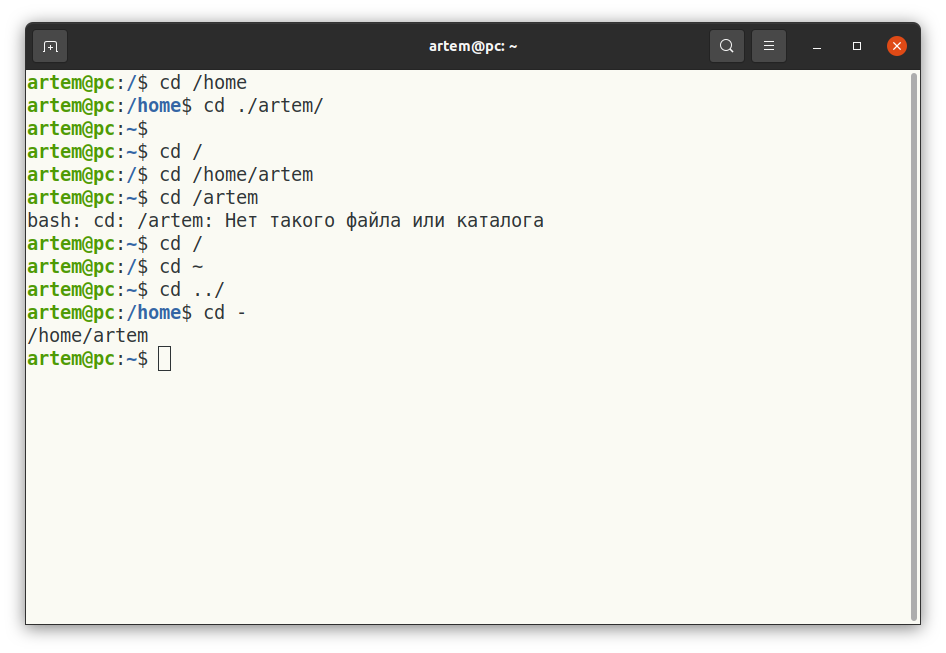 artem@pc: ~
artem@pc:/$ cd /home
artem@pc:/home$ cd ./artem/
artem@pc:~$
artem@pc:~$ cd /
artem@pc:/$ cd /home/artem
artem@pc:~$ cd /artem
bash: cd: /artem: Нет такого файла или каталога
artem@pc:~$ cd /
artem@pc:/$ cd ~
artem@pc:~$ cd ../
artem@pc:/home$ cd -
/home/artem
artem@pc:~$